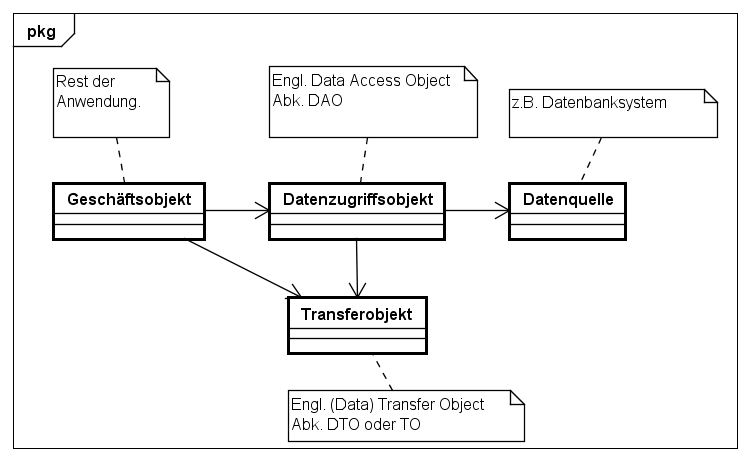 pkg
Rest der
Anwendung.
Engl. Data Access Object
Abk. DAO
z.B. Datenbanksystem
Geschäftsobjekt
Datenzugriffsobjekt
Datenquelle
Transferobjekt
Engl. (Data) Transfer Object
Abk. DTO oder TO